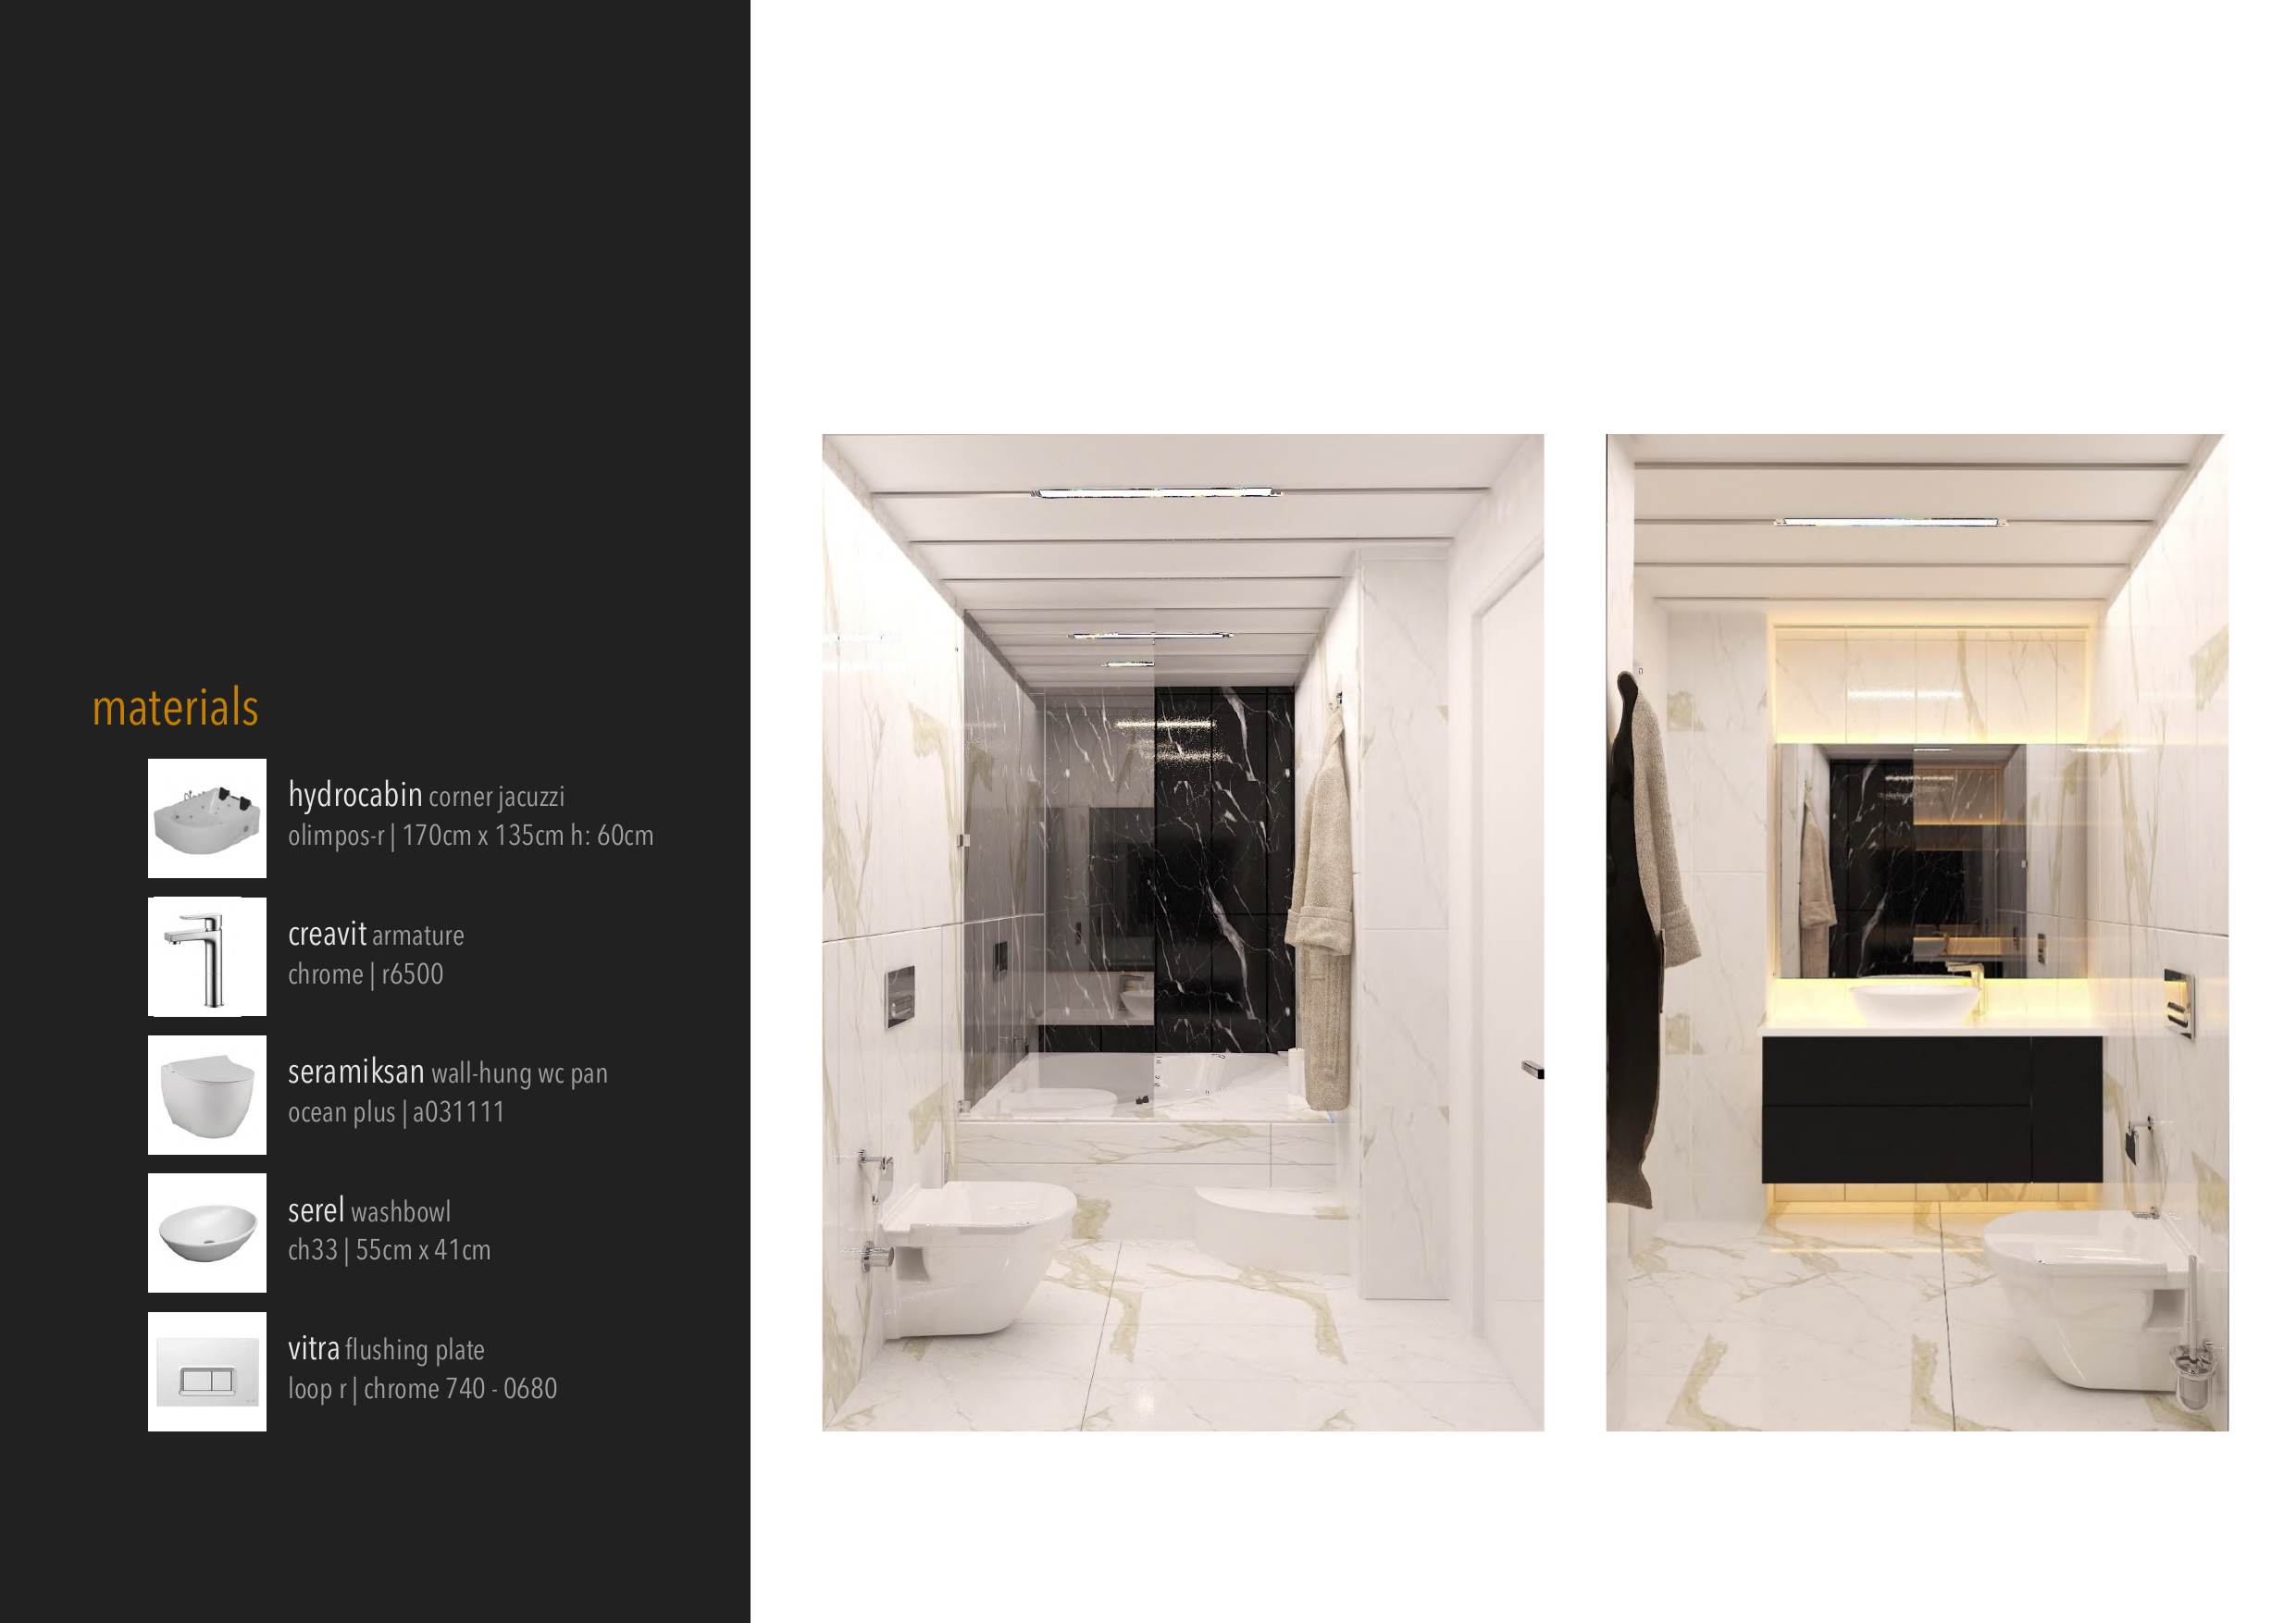 materials
hydrocabin corner jacuzzi
olimpos-r | 170cm x 135cm h: 60cm
creavit armature
chrome | r6500
seramiksan wall-hung wc pan
ocean plus | a031111
serel washbowl
ch33 | 55cm x 41cm
vitra flushing plate
loop r | chrome 740 - 0680